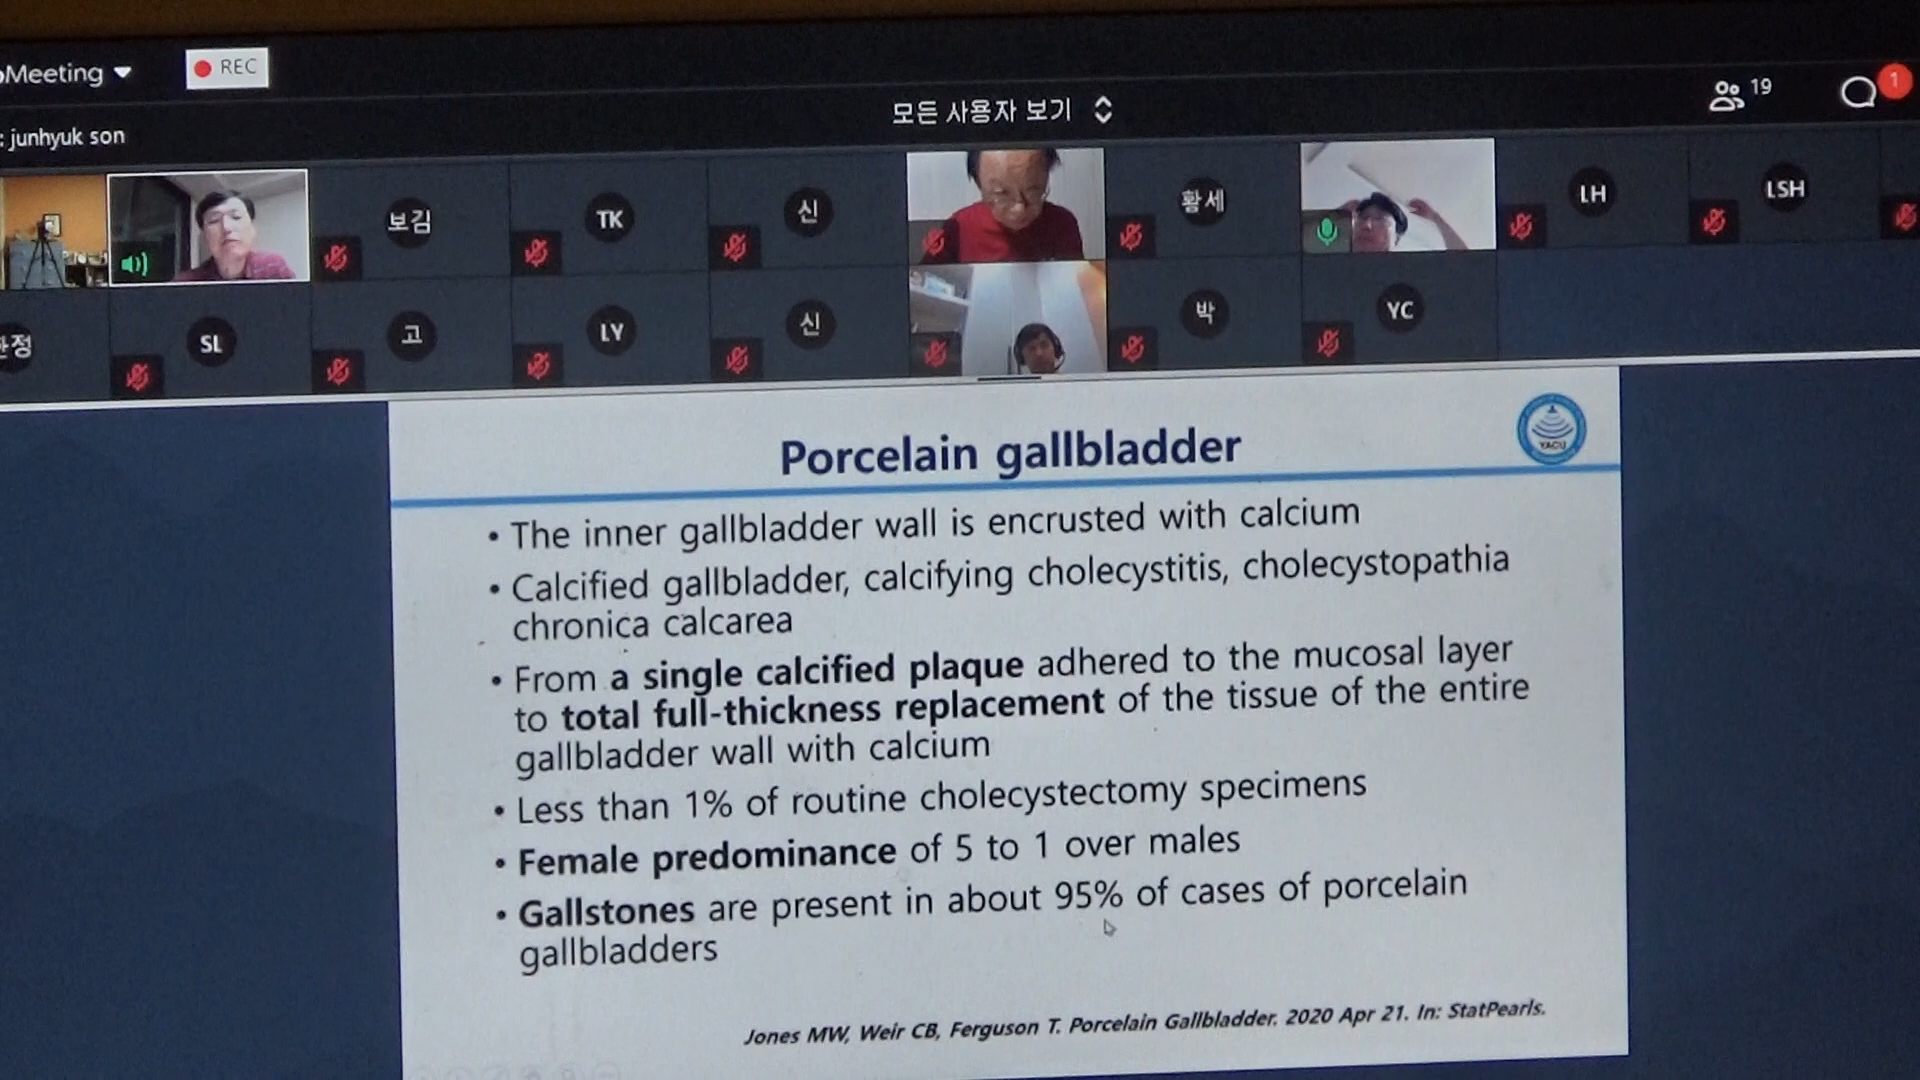 Meeting
REC
모든 사용자 보기
19
1
: junhyuk son
보김
TK
신
황세
LH
LSH
정
SL
고
LY
신
박
YC
Porcelain gallbladder
YACU
• The inner gallbladder wall is encrusted with calcium
• Calcified gallbladder, calcifying cholecystitis, cholecystopathia
chronica calcarea
• From a single calcified plaque adhered to the mucosal layer
to total full-thickness replacement of the tissue of the entire
gallbladder wall with calcium
• Less than 1% of routine cholecystectomy specimens
• Female predominance of 5 to 1 over males
• Gallstones are present in about 95% of cases of porcelain
gallbladders
Jones MW, Weir CB, Ferguson T. Porcelain Gallbladder. 2020 Apr 21. In: StatPearls.